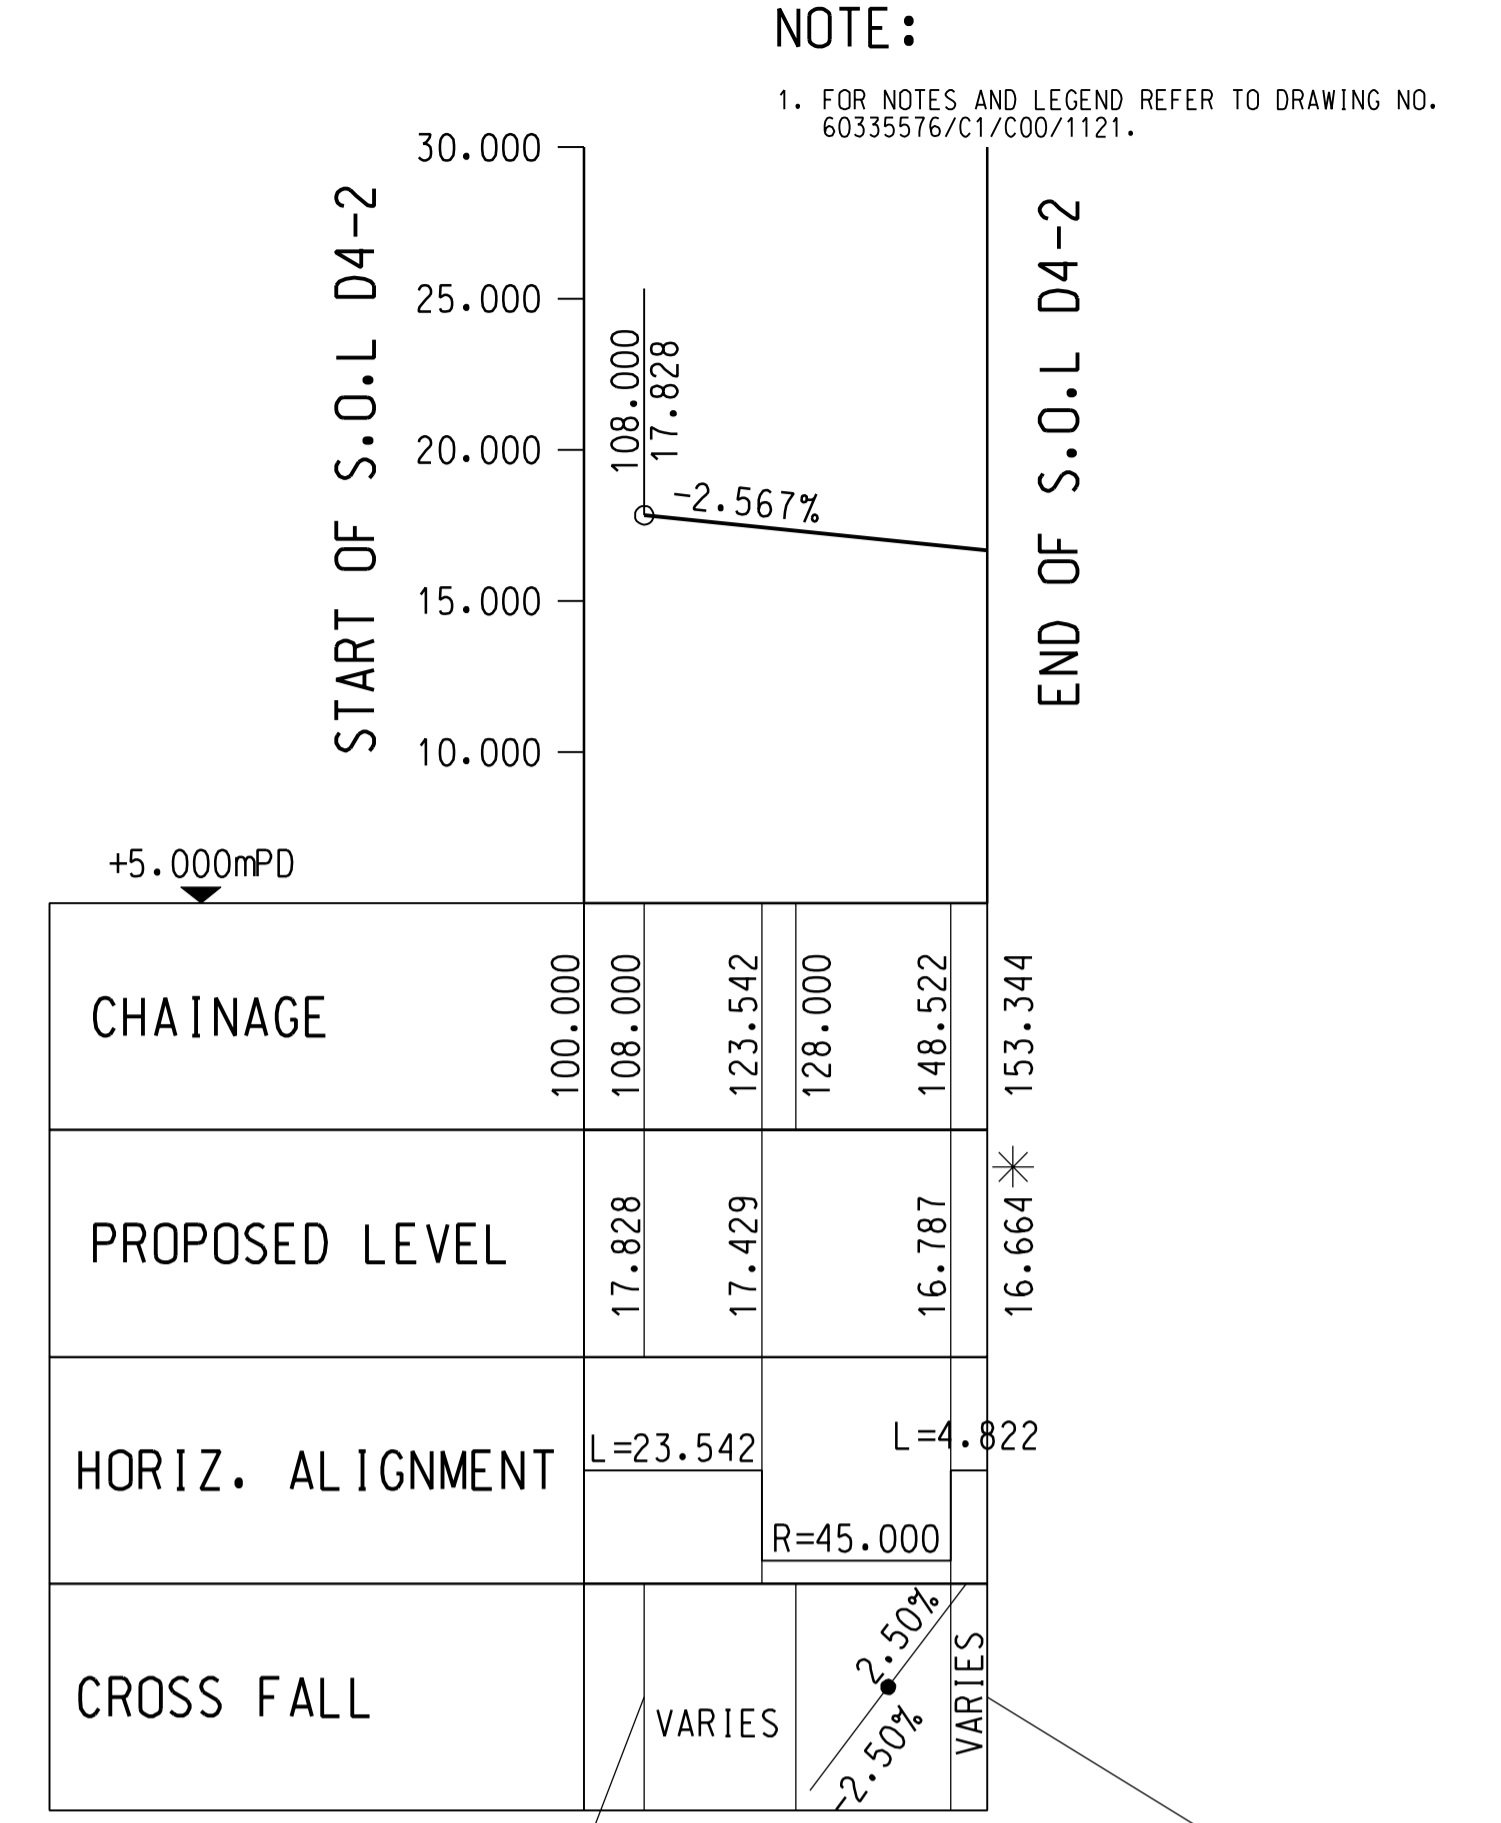 NOTE:
1. FOR NOTES AND LEGEND REFER TO DRAWING NO.
60335576/C1/C00/1121.
START OF S.O.L D4-2
30.000
25.000
20.000
15.000
10.000
108.000
17.828
-2.567%
END OF S.O.L D4-2
+5.000mPD
CHAINAGE
100.000
108.000
123.542
128.000
148.522
153.344
PROPOSED LEVEL
17.828
17.429
16.787
16.664*
HORIZ. ALIGNMENT
L=23.542
R=45.000
L=4.822
CROSS FALL
VARIES
2.50%
-2.50%
VARIES